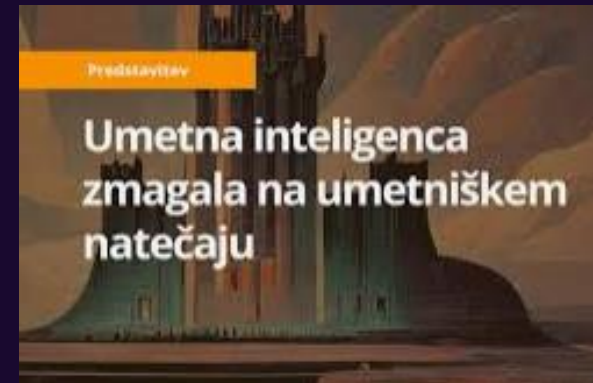 Predstavitev
Umetna inteligenca
zmagala na umetniškem
natečaju